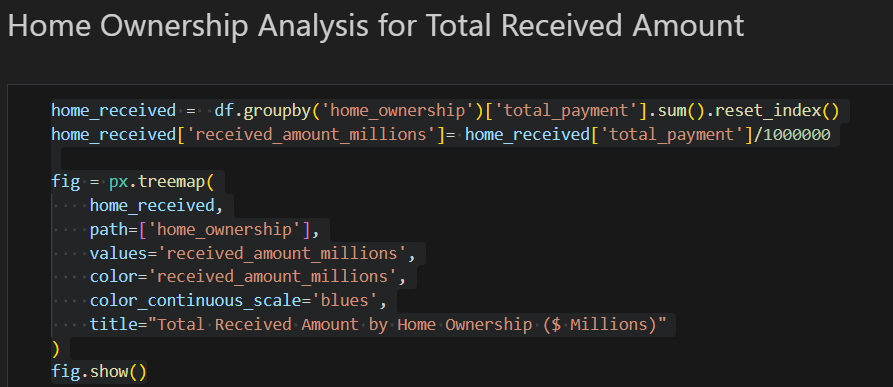 Home Ownership Analysis for Total Received Amount
home_received =  df.groupby('home_ownership')['total_payment'].sum().reset_index()
home_received['received_amount_millions']= home_received['total_payment']/1000000
fig = px.treemap(
    home_received,
    path=['home_ownership'],
    values='received_amount_millions',
    color='received_amount_millions',
    color_continuous_scale='blues',
    title="Total Received Amount by Home Ownership ($ Millions)"
)
fig.show()